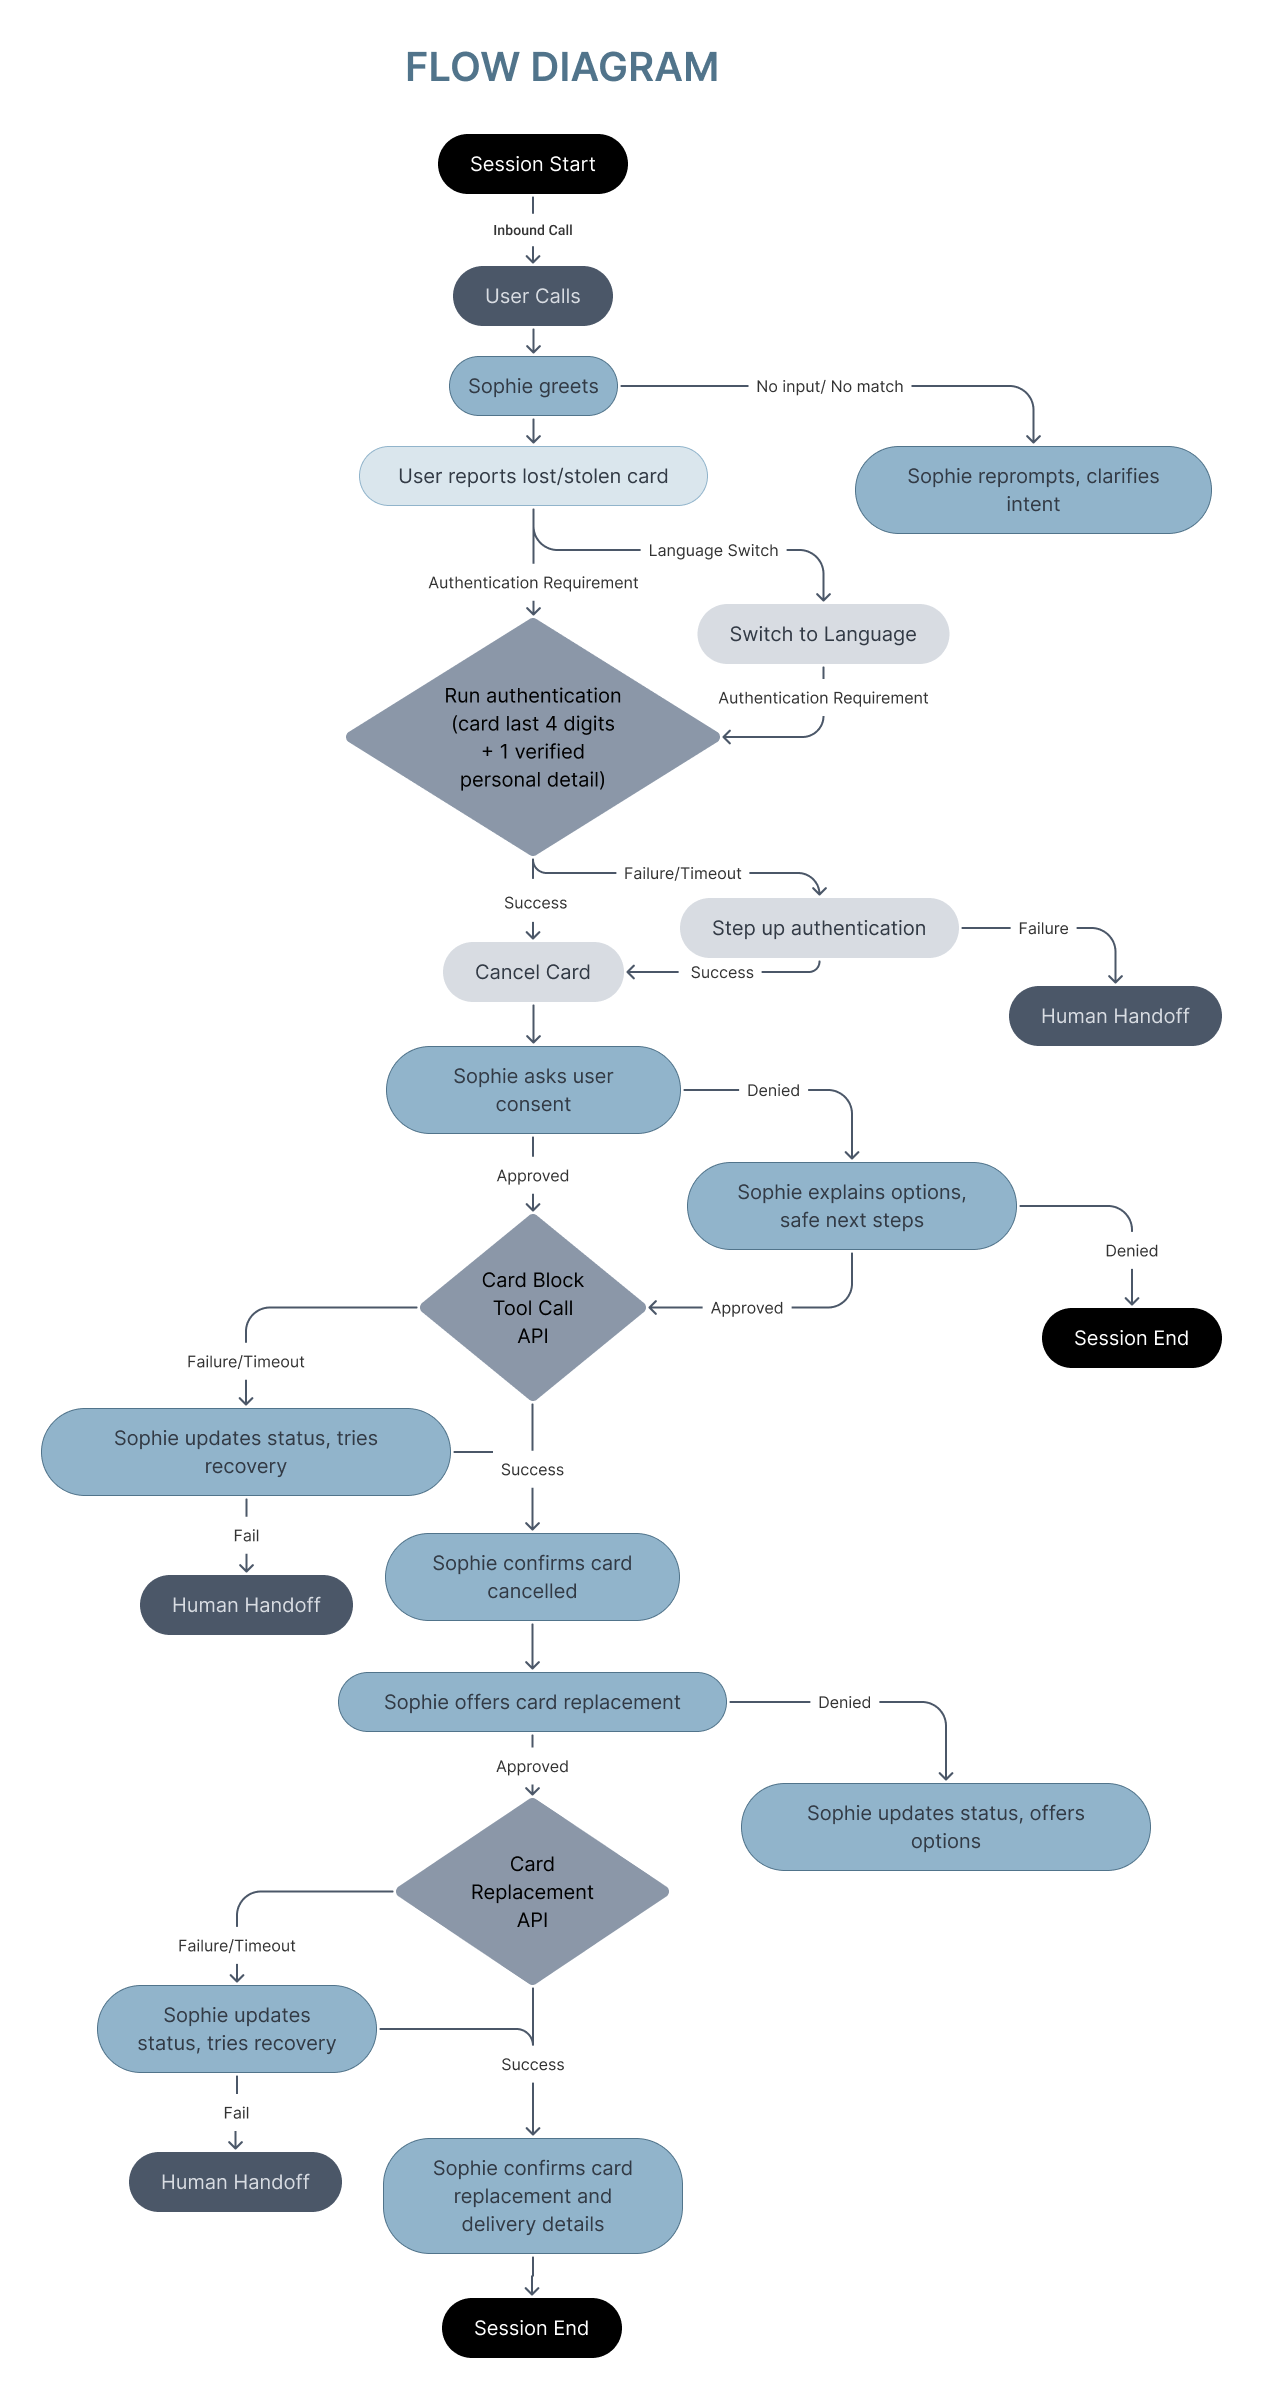 FLOW DIAGRAM
Session Start
Inbound Call
User Calls
Sophie greets
No input/ No match
User reports lost/stolen card
Sophie reprompts, clarifies
intent
Language Switch
Authentication Requirement
Switch to Language
Authentication Requirement
Run authentication
(card last 4 digits
+ 1 verified
personal detail)
Failure/Timeout
Success
Step up authentication
Failure
Cancel Card
Success
Human Handoff
Sophie asks user
consent
Denied
Approved
Sophie explains options,
safe next steps
Denied
Card Block
Tool Call
API
Approved
Session End
Failure/Timeout
Sophie updates status, tries
recovery
Success
Fail
Sophie confirms card
cancelled
Human Handoff
Sophie offers card replacement
Denied
Approved
Sophie updates status, offers
options
Card
Replacement
API
Failure/Timeout
Sophie updates
status, tries recovery
Success
Fail
Human Handoff
Sophie confirms card
replacement and
delivery details
Session End